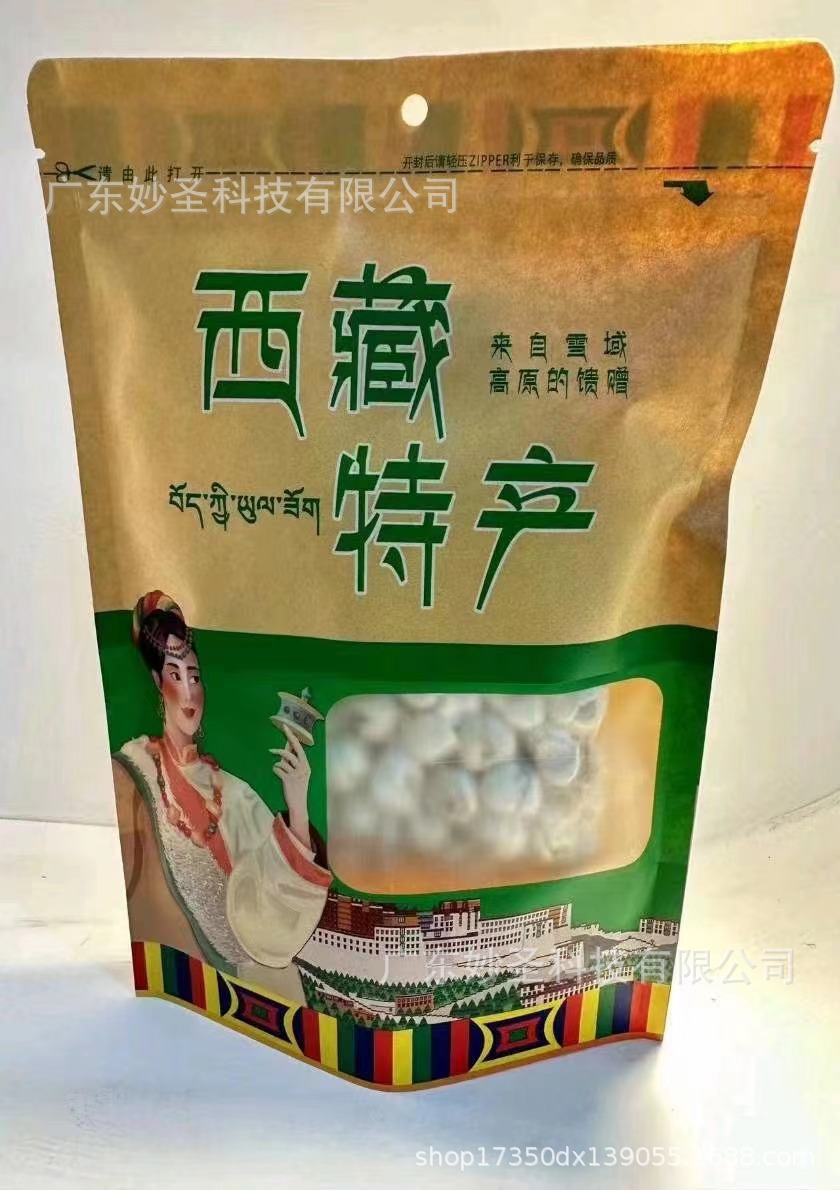 请由此打开
开封后请轻压ZIPPER利于保存，确保品质
广东妙圣科技有限公司
西藏
来自雪域
高原的馈赠
བོད་ཀྱི་ཡུལ་ཐོག
特产
广东妙圣科技有限公司
shop17350dx139055.1688.com